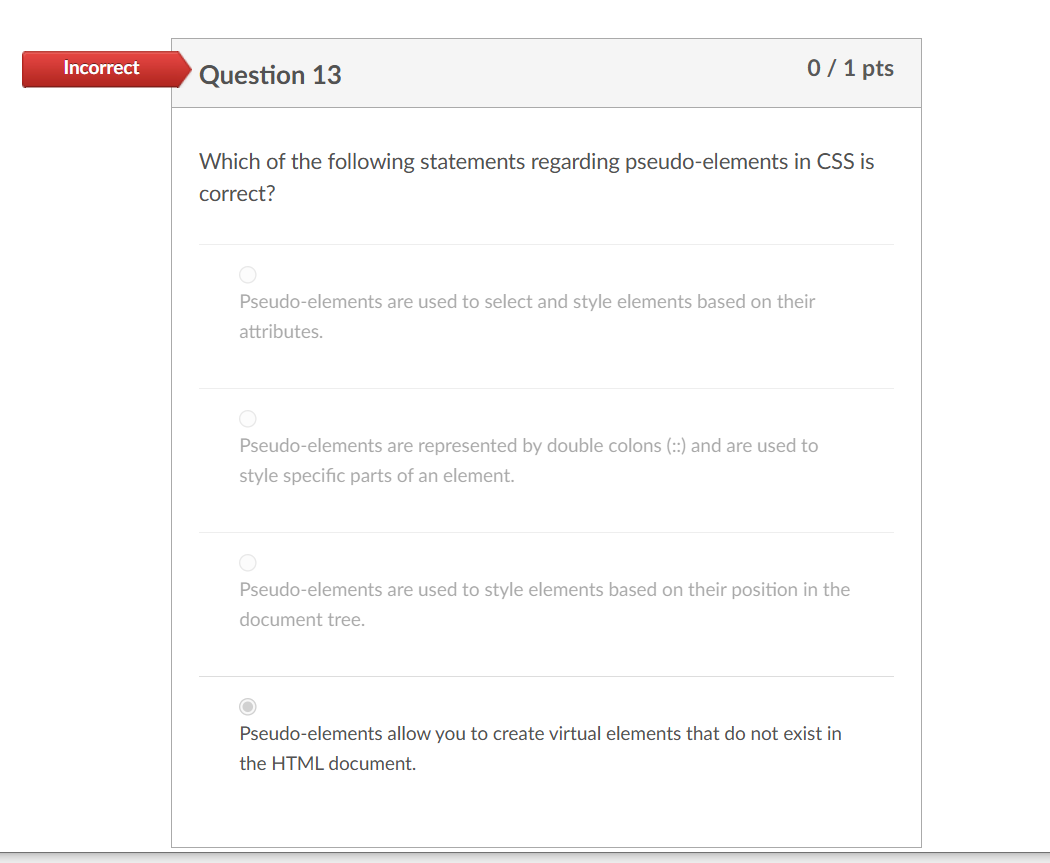 Incorrect
Question 13
0 / 1 pts
Which of the following statements regarding pseudo-elements in CSS is
correct?
Pseudo-elements are used to select and style elements based on their
attributes.
Pseudo-elements are represented by double colons (::) and are used to
style specific parts of an element.
Pseudo-elements are used to style elements based on their position in the
document tree.
Pseudo-elements allow you to create virtual elements that do not exist in
the HTML document.